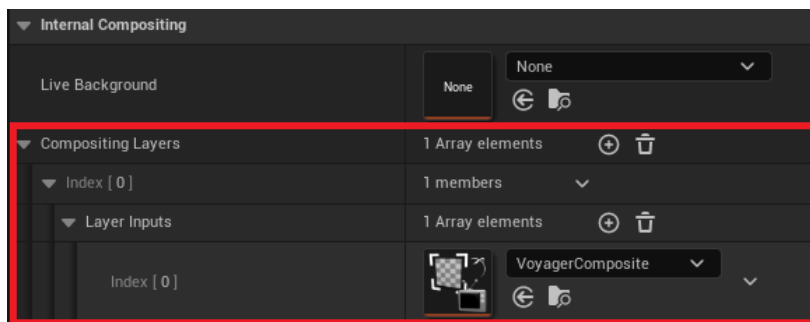 Internal Compositing
Live Background
None
None
Compositing Layers
1 Array elements
Index [ 0 ]
1 members
Layer Inputs
1 Array elements
Index [ 0 ]
VoyagerComposite